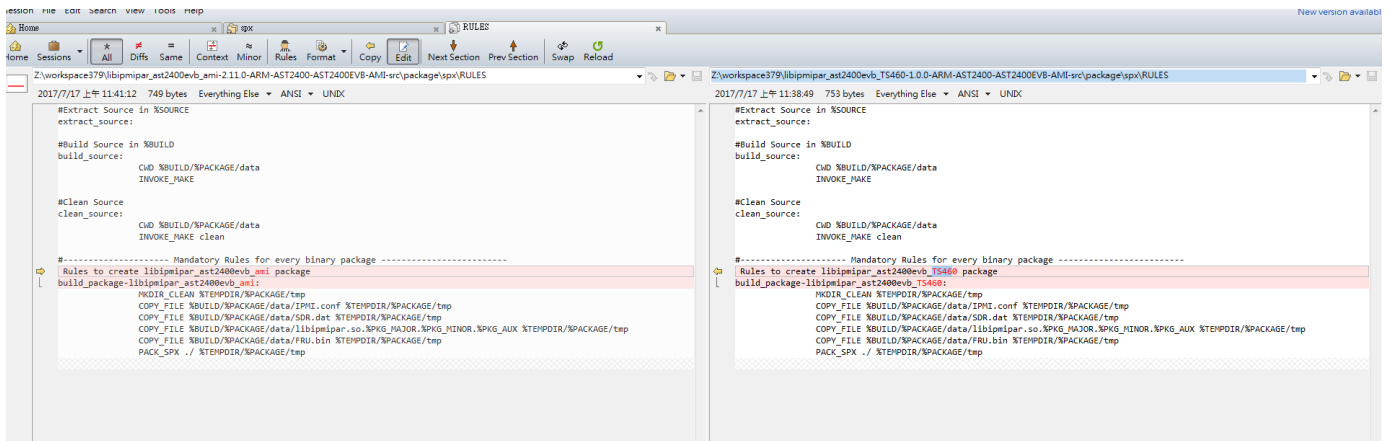 Session File Edit Search View Tools Help
New version availabl
Home spx RULES
Home Sessions All Diffs Same Context Minor Rules Format Copy Edit Next Section Prev Section Swap Reload
Z:\workspace379\libipmipar_ast2400evb_ami-2.11.0-ARM-AST2400-AST2400EVB-AMI-src\package\spx\RULES
2017/7/17 上午 11:41:12 749 bytes Everything Else ANSI UNIX
#Extract Source in %SOURCE
extract_source:
#Build Source in %BUILD
build_source:
CWD %BUILD/%PACKAGE/data
INVOKE_MAKE
#Clean Source
clean_source:
CWD %BUILD/%PACKAGE/data
INVOKE_MAKE clean
#--------------------- Mandatory Rules for every binary package -------------------------
Rules to create libipmipar_ast2400evb_ami package
build_package-libipmipar_ast2400evb_ami:
MKDIR_CLEAN %TEMPDIR/%PACKAGE/tmp
COPY_FILE %BUILD/%PACKAGE/data/IPMI.conf %TEMPDIR/%PACKAGE/tmp
COPY_FILE %BUILD/%PACKAGE/data/SDR.dat %TEMPDIR/%PACKAGE/tmp
COPY_FILE %BUILD/%PACKAGE/data/libipmipar.so.%PKG_MAJOR.%PKG_MINOR.%PKG_AUX %TEMPDIR/%PACKAGE/tmp
COPY_FILE %BUILD/%PACKAGE/data/FRU.bin %TEMPDIR/%PACKAGE/tmp
PACK_SPX ./ %TEMPDIR/%PACKAGE/tmp
Z:\workspace379\libipmipar_ast2400evb_TS460-1.0.0-ARM-AST2400-AST2400EVB-AMI-src\package\spx\RULES
2017/7/17 上午 11:38:49 753 bytes Everything Else ANSI UNIX
#Extract Source in %SOURCE
extract_source:
#Build Source in %BUILD
build_source:
CWD %BUILD/%PACKAGE/data
INVOKE_MAKE
#Clean Source
clean_source:
CWD %BUILD/%PACKAGE/data
INVOKE_MAKE clean
#--------------------- Mandatory Rules for every binary package -------------------------
Rules to create libipmipar_ast2400evb_TS460 package
build_package-libipmipar_ast2400evb_TS460:
MKDIR_CLEAN %TEMPDIR/%PACKAGE/tmp
COPY_FILE %BUILD/%PACKAGE/data/IPMI.conf %TEMPDIR/%PACKAGE/tmp
COPY_FILE %BUILD/%PACKAGE/data/SDR.dat %TEMPDIR/%PACKAGE/tmp
COPY_FILE %BUILD/%PACKAGE/data/libipmipar.so.%PKG_MAJOR.%PKG_MINOR.%PKG_AUX %TEMPDIR/%PACKAGE/tmp
COPY_FILE %BUILD/%PACKAGE/data/FRU.bin %TEMPDIR/%PACKAGE/tmp
PACK_SPX ./ %TEMPDIR/%PACKAGE/tmp